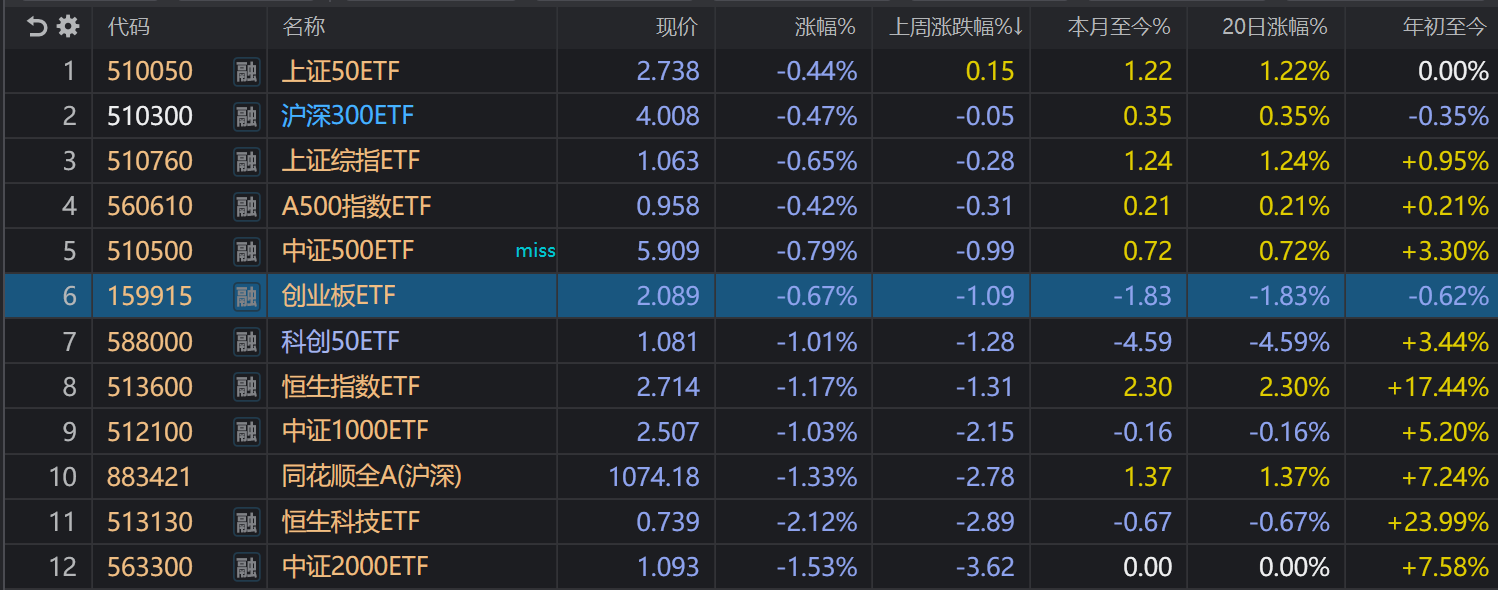 代码 名称 现价 涨幅% 上周涨跌幅%↓ 本月至今% 20日涨幅% 年初至今
1 510050 融 上证50ETF 2.738 -0.44% 0.15 1.22 1.22% 0.00%
2 510300 融 沪深300ETF 4.008 -0.47% -0.05 0.35 0.35% -0.35%
3 510760 融 上证综指ETF 1.063 -0.65% -0.28 1.24 1.24% +0.95%
4 560610 融 A500指数ETF 0.958 -0.42% -0.31 0.21 0.21% +0.21%
5 510500 融 中证500ETF miss 5.909 -0.79% -0.99 0.72 0.72% +3.30%
6 159915 融 创业板ETF 2.089 -0.67% -1.09 -1.83 -1.83% -0.62%
7 588000 融 科创50ETF 1.081 -1.01% -1.28 -4.59 -4.59% +3.44%
8 513600 融 恒生指数ETF 2.714 -1.17% -1.31 2.30 2.30% +17.44%
9 512100 融 中证1000ETF 2.507 -1.03% -2.15 -0.16 -0.16% +5.20%
10 883421 同花顺全A(沪深) 1074.18 -1.33% -2.78 1.37 1.37% +7.24%
11 513130 融 恒生科技ETF 0.739 -2.12% -2.89 -0.67 -0.67% +23.99%
12 563300 融 中证2000ETF 1.093 -1.53% -3.62 0.00 0.00% +7.58%